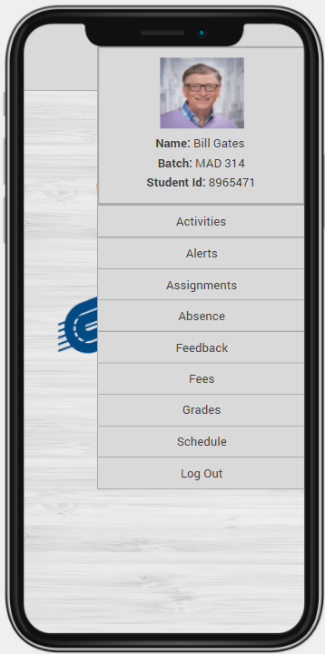 Name: Bill Gates
Batch: MAD 314
Student Id: 8965471
Activities
Alerts
Assignments
Absence
Feedback
Fees
Grades
Schedule
Log Out